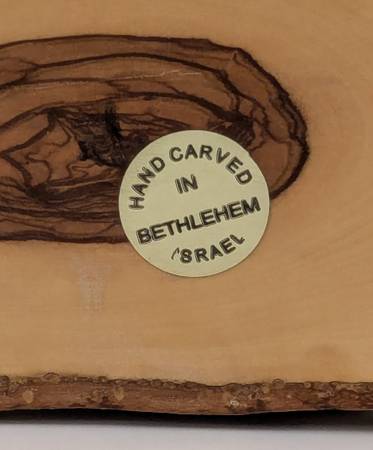 HAND CARVED
IN
BETHLEHEM
ISRAEL